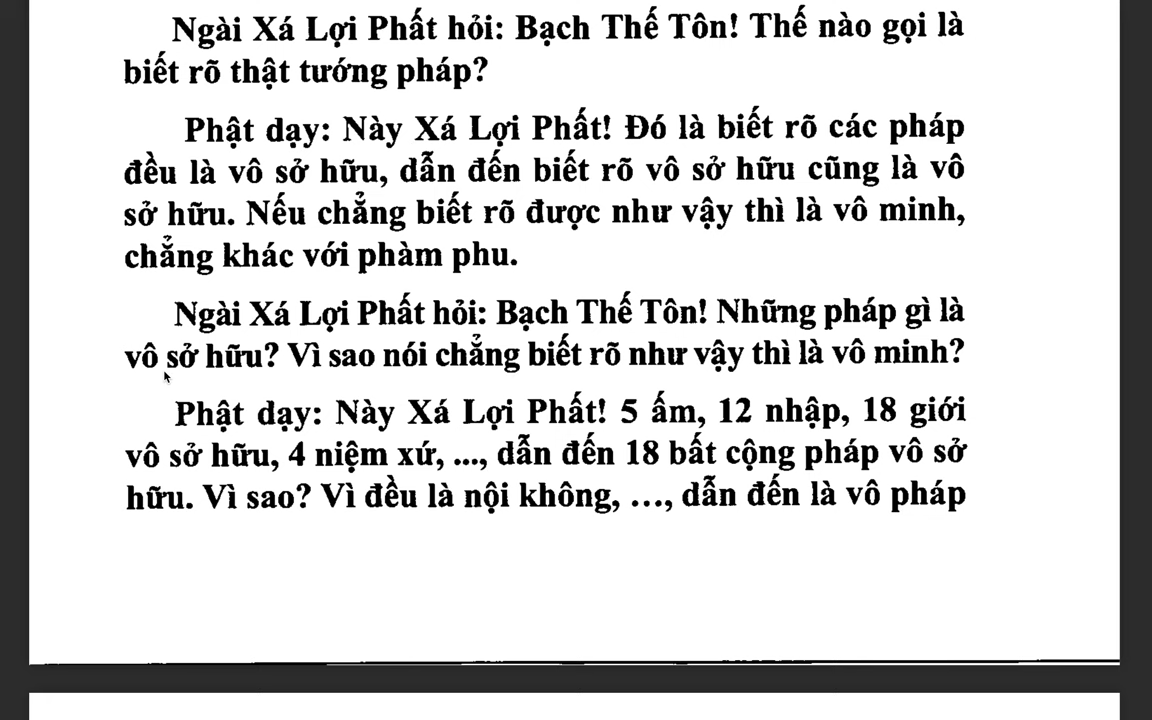 Ngài Xá Lợi Phất hỏi: Bạch Thế Tôn! Thế nào gọi là
biết rõ thật tướng pháp?
Phật dạy: Này Xá Lợi Phất! Đó là biết rõ các pháp
đều là vô sở hữu, dẫn đến biết rõ vô sở hữu cũng là vô
sở hữu. Nếu chẳng biết rõ được như vậy thì là vô minh,
chẳng khác với phàm phu.
Ngài Xá Lợi Phất hỏi: Bạch Thế Tôn! Những pháp gì là
vô sở hữu? Vì sao nói chẳng biết rõ như vậy thì là vô minh?
Phật dạy: Này Xá Lợi Phất! 5 ấm, 12 nhập, 18 giới
vô sở hữu, 4 niệm xứ, ..., dẫn đến 18 bất cộng pháp vô sở
hữu. Vì sao? Vì đều là nội không, …, dẫn đến là vô pháp